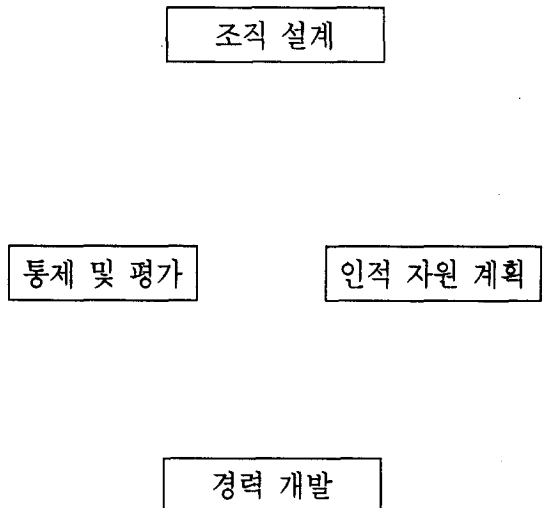 조직 설계
통제 및 평가
인적 자원 계획
경력 개발